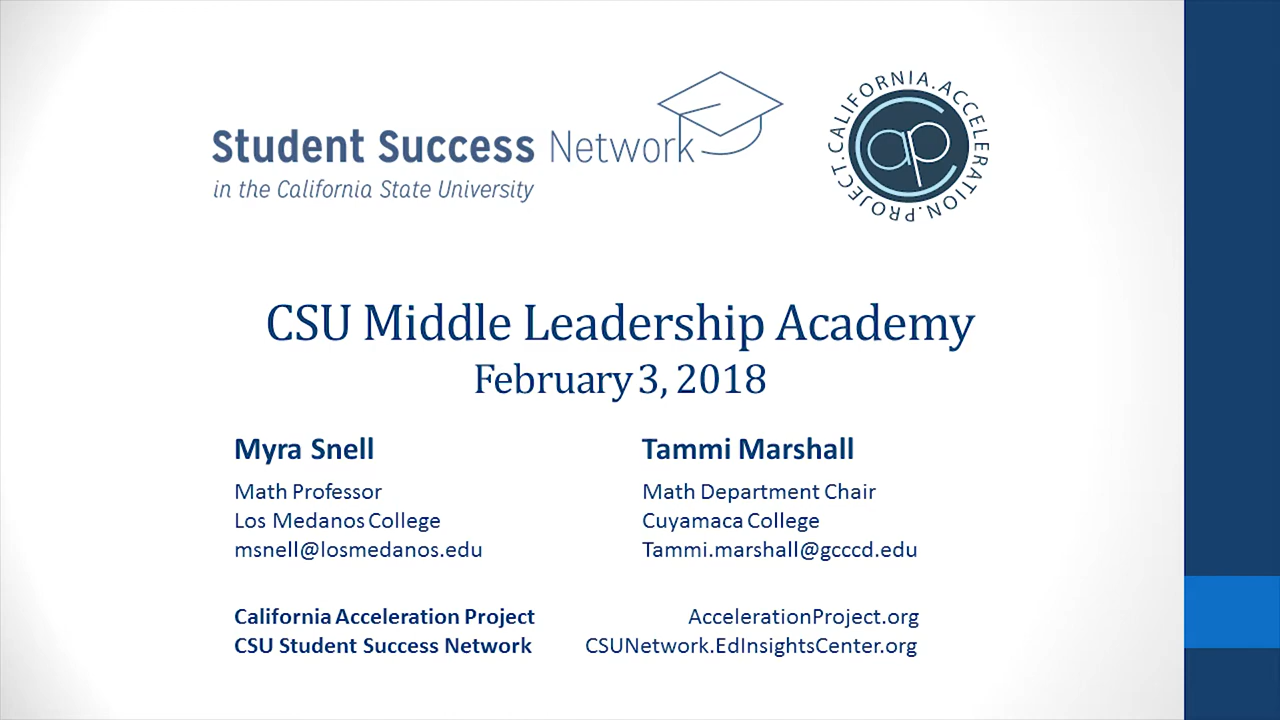 Student Success Network
in the California State University
CALIFORNIA.ACCELERATION.PROJECT.
cap
CSU Middle Leadership Academy
February 3, 2018
Myra Snell
Math Professor
Los Medanos College
msnell@losmedanos.edu
Tammi Marshall
Math Department Chair
Cuyamaca College
Tammi.marshall@gcccd.edu
California Acceleration Project AccelerationProject.org
CSU Student Success Network CSUNetwork.EdInsightsCenter.org